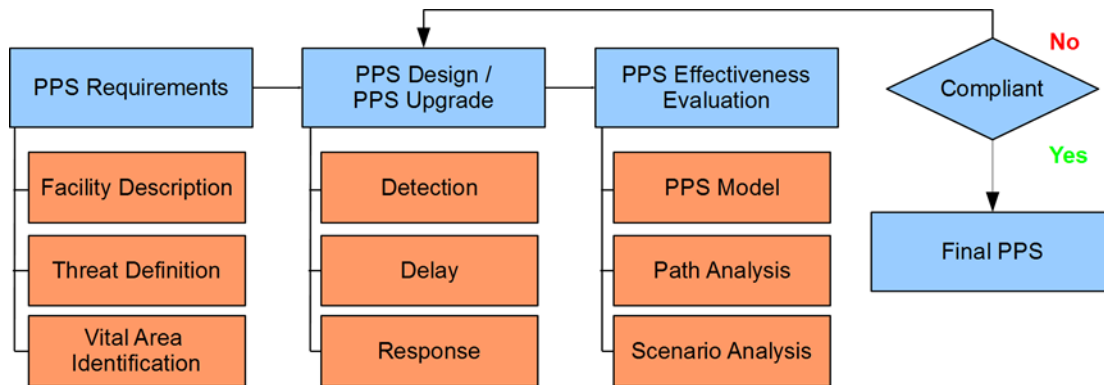 PPS Requirements
PPS Design /
PPS Upgrade
PPS Effectiveness
Evaluation
No
Compliant
Yes
Facility Description
Detection
PPS Model
Final PPS
Threat Definition
Delay
Path Analysis
Vital Area
Identification
Response
Scenario Analysis